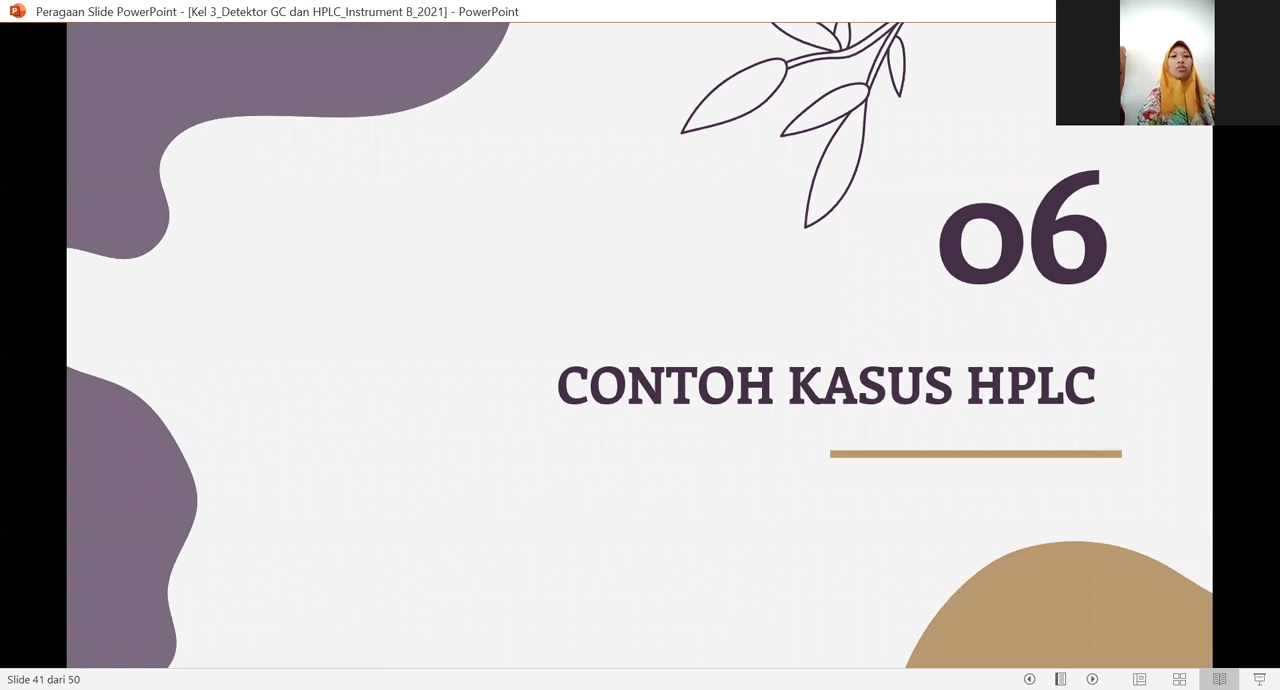 Peragaan Slide PowerPoint - [Kel 3_Detektor GC dan HPLC_Instrument B_2021] - PowerPoint
06
CONTOH KASUS HPLC
Slide 41 dari 50